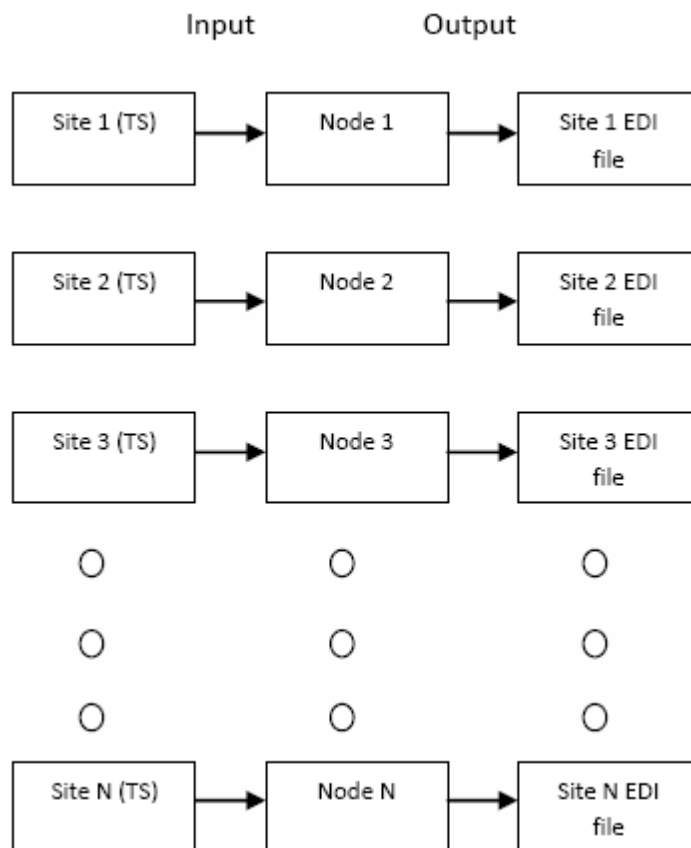 Input Output
Site 1 (TS) Node 1 Site 1 EDI
file
Site 2 (TS) Node 2 Site 2 EDI
file
Site 3 (TS) Node 3 Site 3 EDI
file
Site N (TS) Node N Site N EDI
file